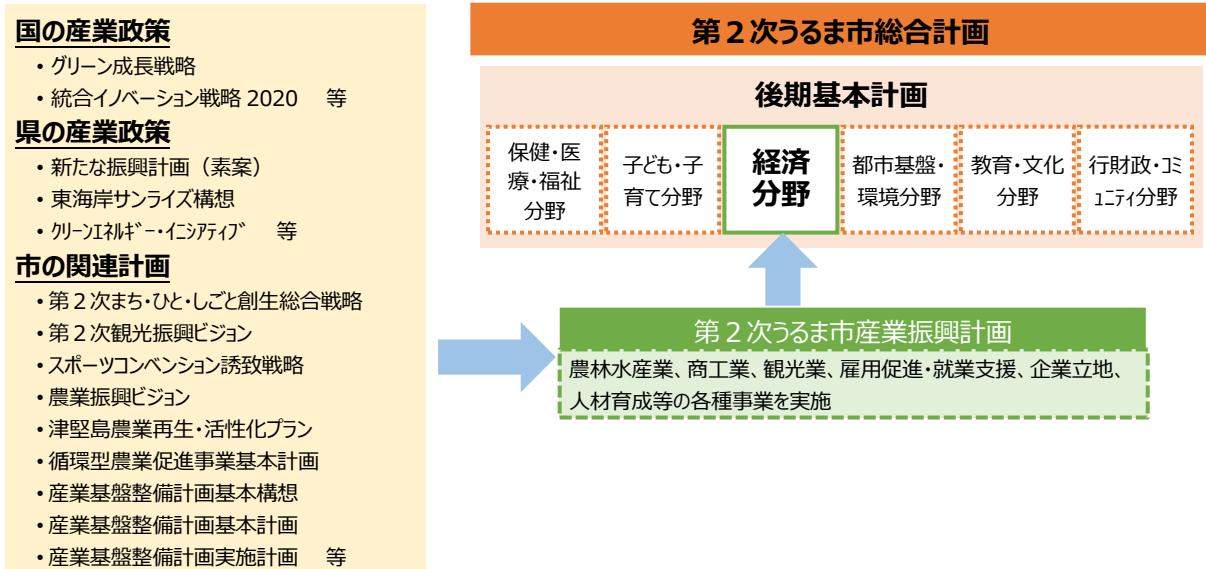 国の産業政策
• グリーン成長戦略
• 統合イノベーション戦略 2020 等
県の産業政策
• 新たな振興計画（素案）
• 東海岸サンライズ構想
• ｸﾘｰﾝｴﾈﾙｷﾞｰ・ｲﾆｼｱﾃｨﾌﾞ 等
市の関連計画
• 第２次まち・ひと・しごと創生総合戦略
• 第２次観光振興ビジョン
• スポーツコンベンション誘致戦略
• 農業振興ビジョン
• 津堅島農業再生・活性化プラン
• 循環型農業促進事業基本計画
• 産業基盤整備計画基本構想
• 産業基盤整備計画基本計画
• 産業基盤整備計画実施計画 等
第２次うるま市総合計画
後期基本計画
保健・医
療・福祉
分野
子ども・子
育て分野
経済
分野
都市基盤・
環境分野
教育・文化
分野
行財政・ｺﾐ
ｭﾆﾃｨ分野
第２次うるま市産業振興計画
農林水産業、商工業、観光業、雇用促進・就業支援、企業立地、
人材育成等の各種事業を実施